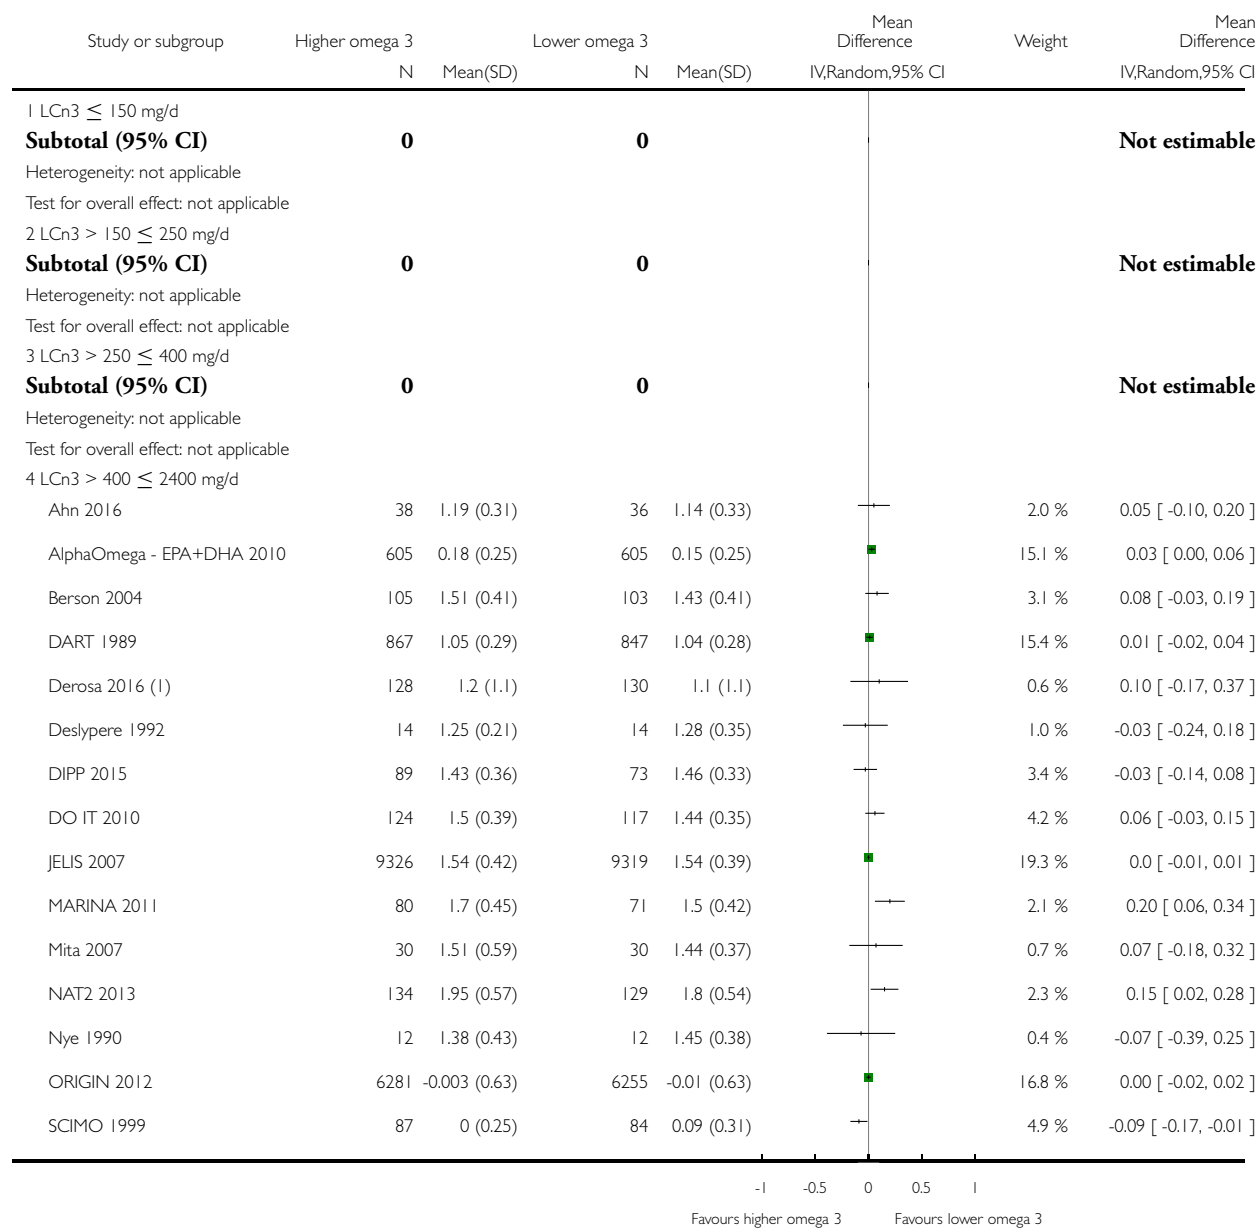 Study or subgroup Higher omega 3 Lower omega 3 Mean Difference Weight Mean Difference
N Mean(SD) N Mean(SD) IV,Random,95% CI IV,Random,95% CI
1 LCn3 ≤ 150 mg/d
Subtotal (95% CI) 0 0 Not estimable
Heterogeneity: not applicable
Test for overall effect: not applicable
2 LCn3 > 150 ≤ 250 mg/d
Subtotal (95% CI) 0 0 Not estimable
Heterogeneity: not applicable
Test for overall effect: not applicable
3 LCn3 > 250 ≤ 400 mg/d
Subtotal (95% CI) 0 0 Not estimable
Heterogeneity: not applicable
Test for overall effect: not applicable
4 LCn3 > 400 ≤ 2400 mg/d
Ahn 2016 38 1.19 (0.31) 36 1.14 (0.33) 2.0 % 0.05 [ -0.10, 0.20 ]
AlphaOmega - EPA+DHA 2010 605 0.18 (0.25) 605 0.15 (0.25) 15.1 % 0.03 [ 0.00, 0.06 ]
Berson 2004 105 1.51 (0.41) 103 1.43 (0.41) 3.1 % 0.08 [ -0.03, 0.19 ]
DART 1989 867 1.05 (0.29) 847 1.04 (0.28) 15.4 % 0.01 [ -0.02, 0.04 ]
Derosa 2016 (1) 128 1.2 (1.1) 130 1.1 (1.1) 0.6 % 0.10 [ -0.17, 0.37 ]
Deslypere 1992 14 1.25 (0.21) 14 1.28 (0.35) 1.0 % -0.03 [ -0.24, 0.18 ]
DIPP 2015 89 1.43 (0.36) 73 1.46 (0.33) 3.4 % -0.03 [ -0.14, 0.08 ]
DO IT 2010 124 1.5 (0.39) 117 1.44 (0.35) 4.2 % 0.06 [ -0.03, 0.15 ]
JELIS 2007 9326 1.54 (0.42) 9319 1.54 (0.39) 19.3 % 0.0 [ -0.01, 0.01 ]
MARINA 2011 80 1.7 (0.45) 71 1.5 (0.42) 2.1 % 0.20 [ 0.06, 0.34 ]
Mita 2007 30 1.51 (0.59) 30 1.44 (0.37) 0.7 % 0.07 [ -0.18, 0.32 ]
NAT2 2013 134 1.95 (0.57) 129 1.8 (0.54) 2.3 % 0.15 [ 0.02, 0.28 ]
Nye 1990 12 1.38 (0.43) 12 1.45 (0.38) 0.4 % -0.07 [ -0.39, 0.25 ]
ORIGIN 2012 6281 -0.003 (0.63) 6255 -0.01 (0.63) 16.8 % 0.00 [ -0.02, 0.02 ]
SCIMO 1999 87 0 (0.25) 84 0.09 (0.31) 4.9 % -0.09 [ -0.17, -0.01 ]
-1 -0.5 0 0.5 1
Favours higher omega 3 Favours lower omega 3